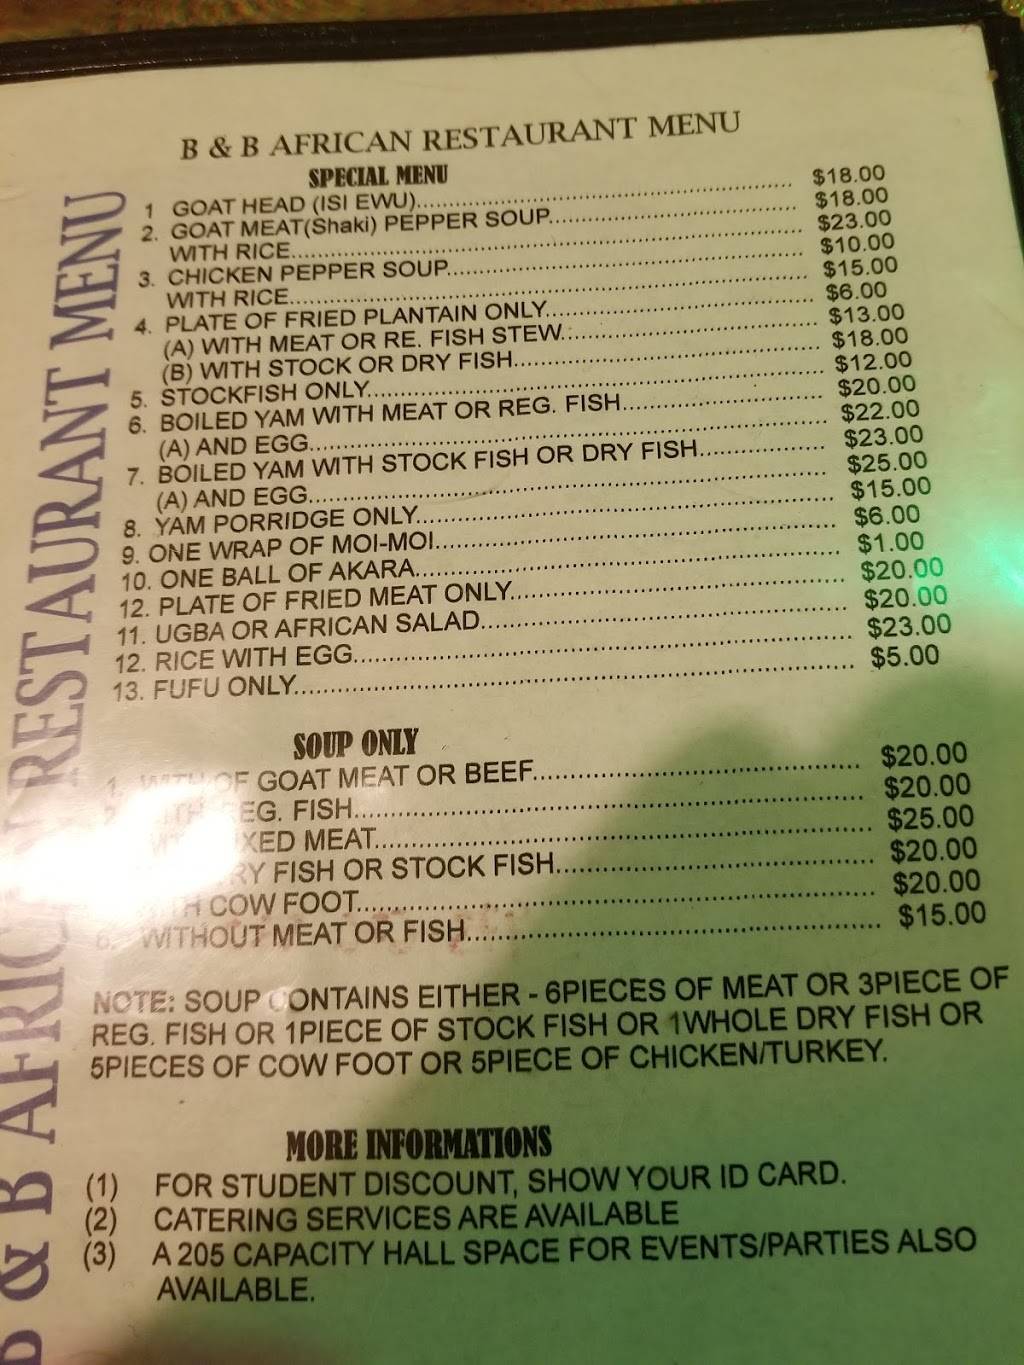 B & B AFRICAN RESTAURANT MENU
B & B AFRICAN RESTAURANT MENU
SPECIAL MENU
1 GOAT HEAD (ISI EWU)..... $18.00
2. GOAT MEAT(Shaki) PEPPER SOUP..... $18.00
WITH RICE..... $23.00
3. CHICKEN PEPPER SOUP..... $10.00
WITH RICE..... $15.00
4. PLATE OF FRIED PLANTAIN ONLY..... $6.00
(A) WITH MEAT OR RE. FISH STEW..... $13.00
(B) WITH STOCK OR DRY FISH..... $18.00
5. STOCKFISH ONLY..... $12.00
6. BOILED YAM WITH MEAT OR REG. FISH..... $20.00
(A) AND EGG..... $22.00
7. BOILED YAM WITH STOCK FISH OR DRY FISH..... $23.00
(A) AND EGG..... $25.00
8. YAM PORRIDGE ONLY..... $15.00
9. ONE WRAP OF MOI-MOI..... $6.00
10. ONE BALL OF AKARA..... $1.00
12. PLATE OF FRIED MEAT ONLY..... $20.00
11. UGBA OR AFRICAN SALAD..... $20.00
12. RICE WITH EGG..... $23.00
13. FUFU ONLY..... $5.00
SOUP ONLY
1. WITH OF GOAT MEAT OR BEEF..... $20.00
2. WITH REG. FISH..... $20.00
MIXED MEAT..... $25.00
DRY FISH OR STOCK FISH..... $20.00
WITH COW FOOT..... $20.00
6. WITHOUT MEAT OR FISH..... $15.00
NOTE: SOUP CONTAINS EITHER - 6PIECES OF MEAT OR 3PIECE OF
REG. FISH OR 1PIECE OF STOCK FISH OR 1WHOLE DRY FISH OR
5PIECES OF COW FOOT OR 5PIECE OF CHICKEN/TURKEY.
MORE INFORMATIONS
(1) FOR STUDENT DISCOUNT, SHOW YOUR ID CARD.
(2) CATERING SERVICES ARE AVAILABLE
(3) A 205 CAPACITY HALL SPACE FOR EVENTS/PARTIES ALSO
AVAILABLE.